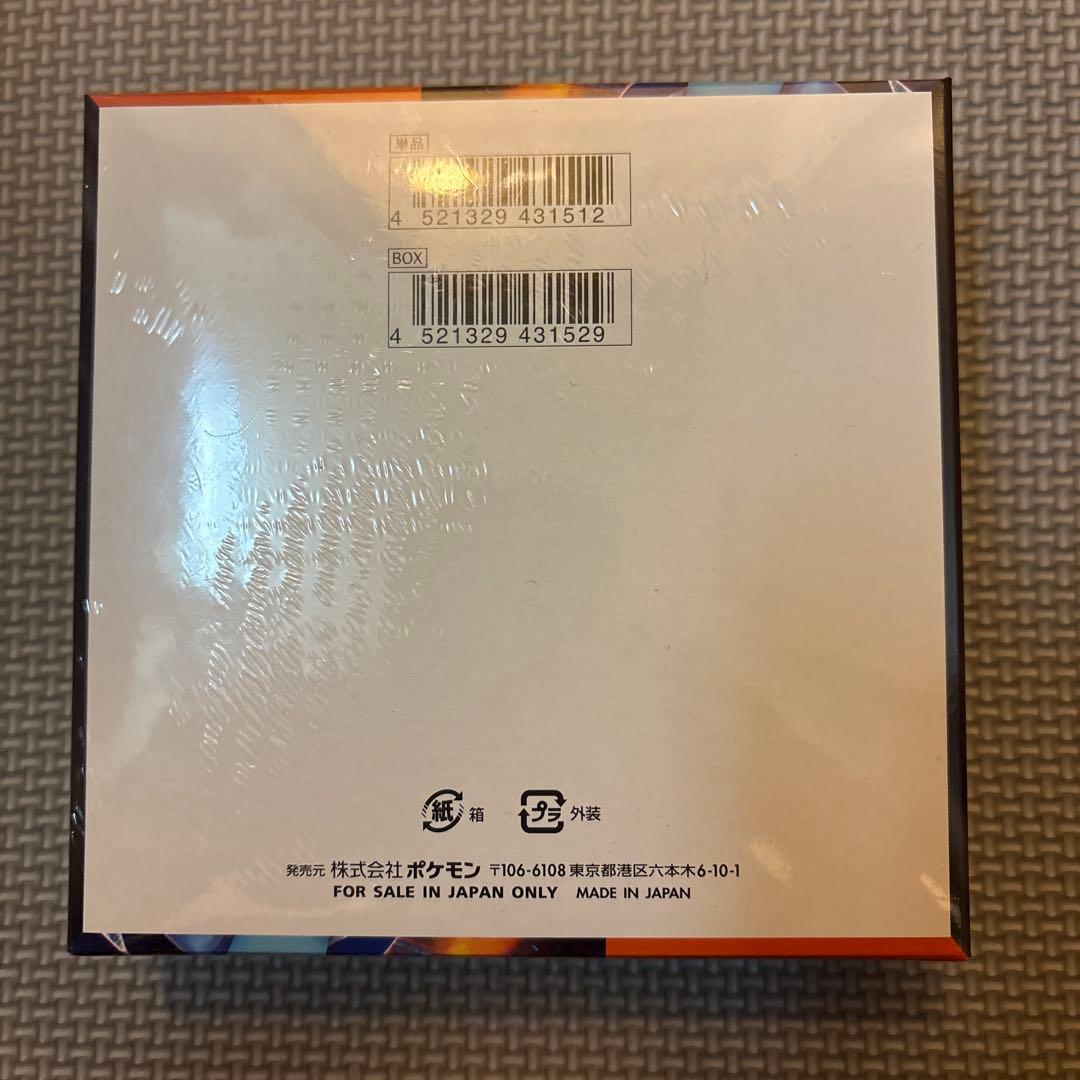 単品
4 521329 431512
BOX
4 521329 431529
紙 箱 プラ 外装
発売元 株式会社 ポケモン 〒106-6108 東京都港区六本木6-10-1
FOR SALE IN JAPAN ONLY MADE IN JAPAN